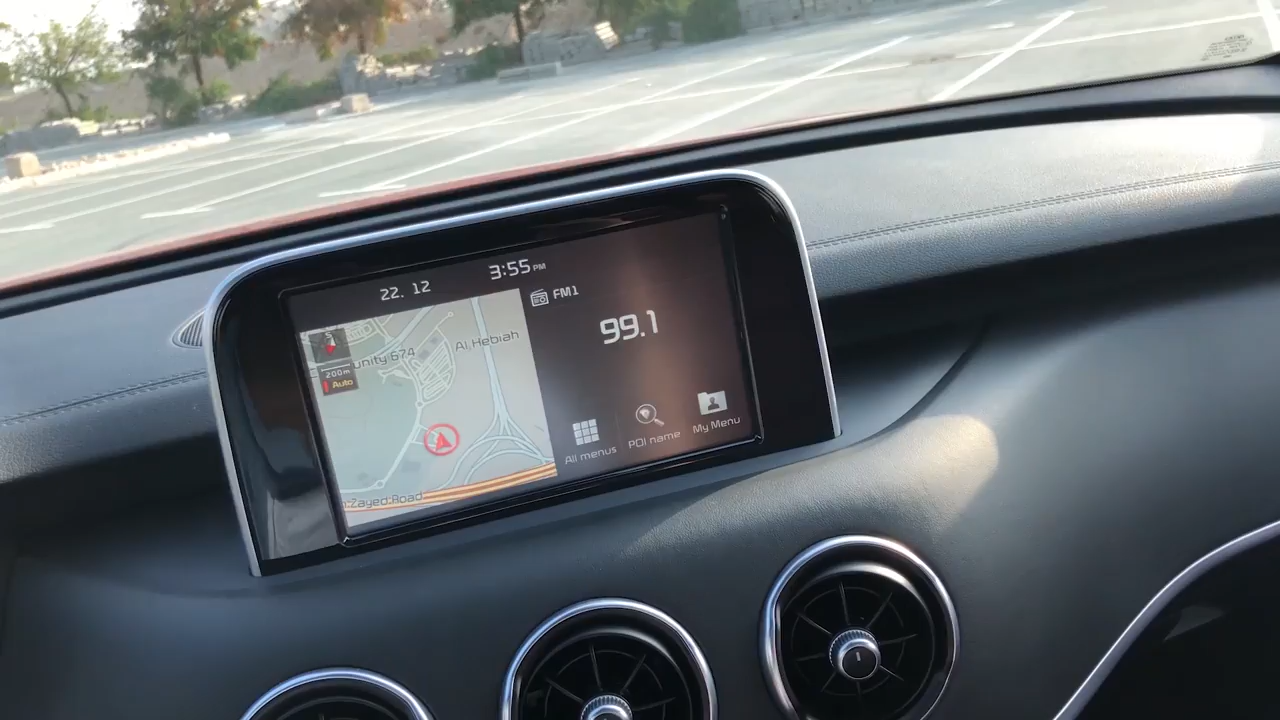 22. 12
3:55 PM
FM1
99.1
unity 674
Al Hebiah
200m
Auto
Zayed Road
All menus
POI name
My Menu